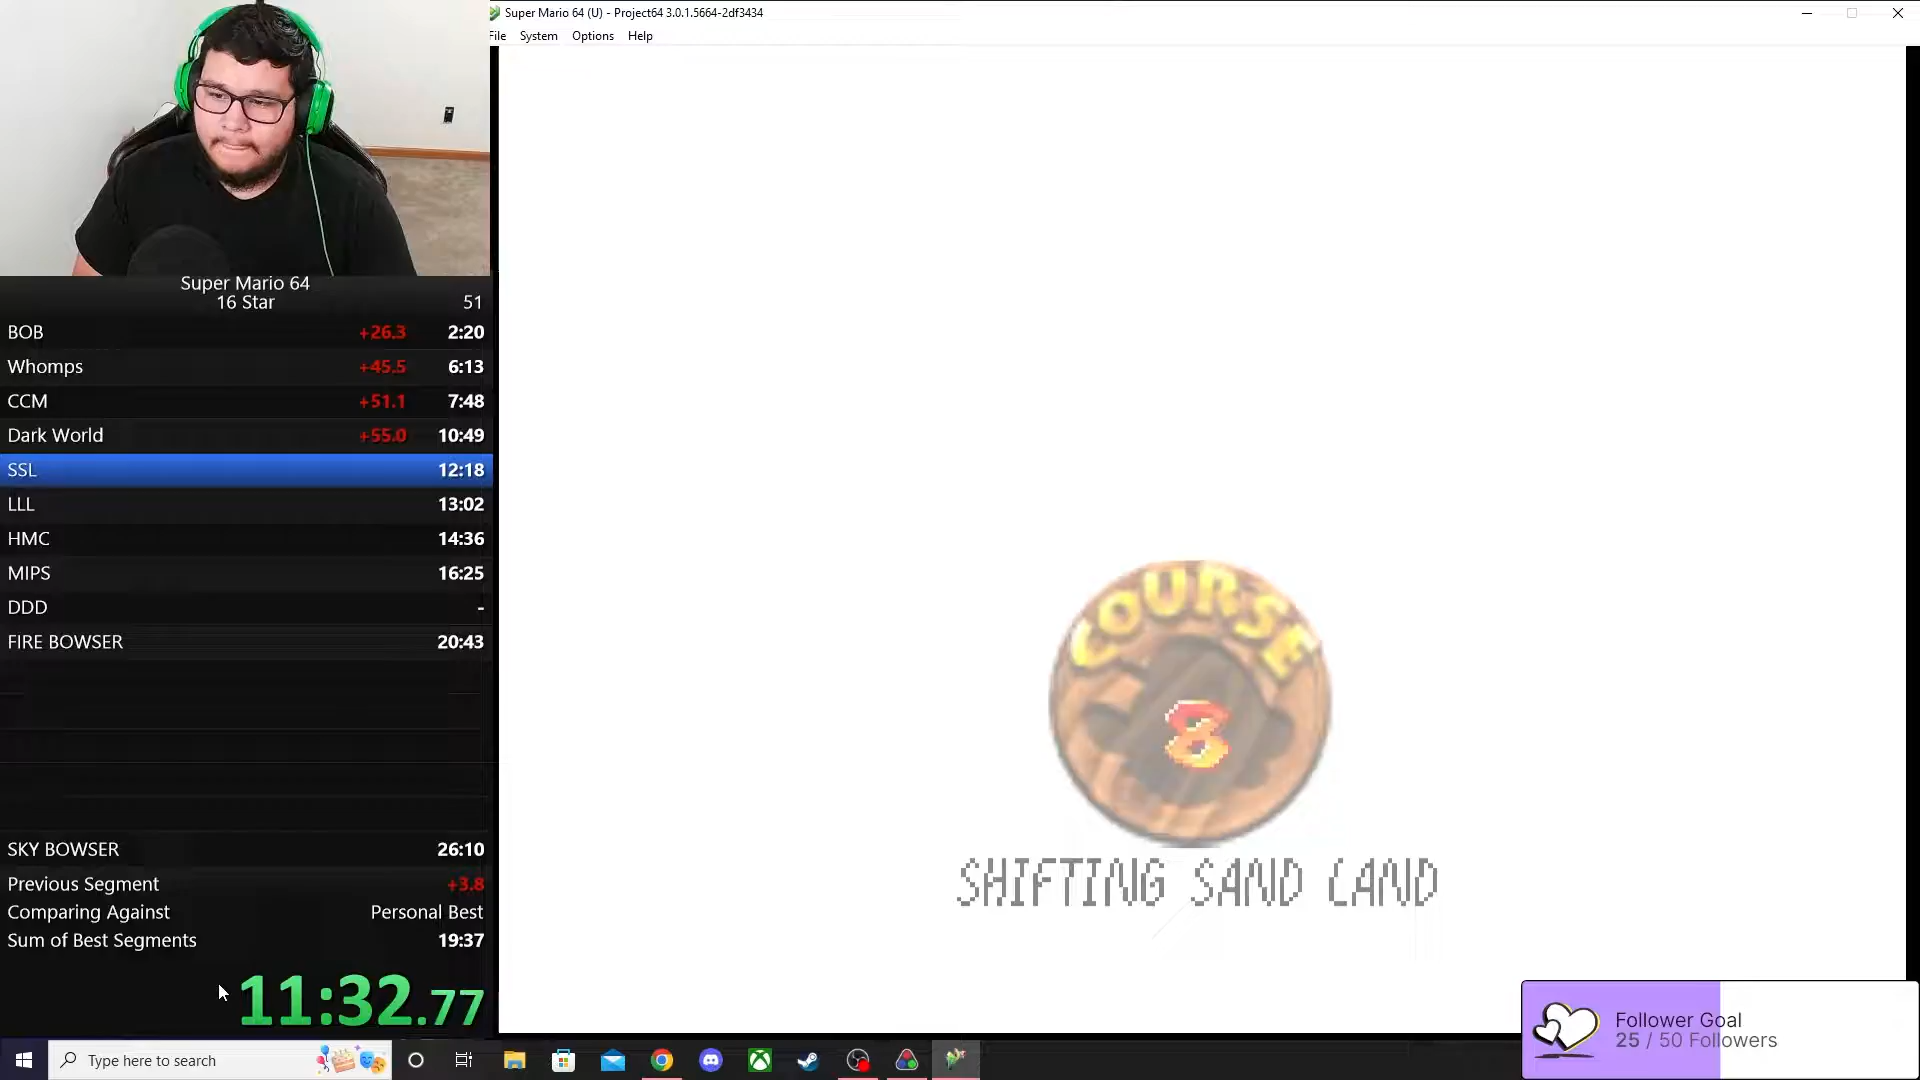 Super Mario 64 (U) - Project64 3.0.1.5664-2df3434
File System Options Help
Super Mario 64
16 Star 51
BOB +26.3 2:20
Whomps +45.5 6:13
CCM +51.1 7:48
Dark World +55.0 10:49
SSL 12:18
LLL 13:02
HMC 14:36
MIPS 16:25
DDD -
FIRE BOWSER 20:43
SKY BOWSER 26:10
Previous Segment +3.8
Comparing Against Personal Best
Sum of Best Segments 19:37
11:32.77
COURSE
8
SHIFTING SAND LAND
Follower Goal
25 / 50 Followers
Type here to search